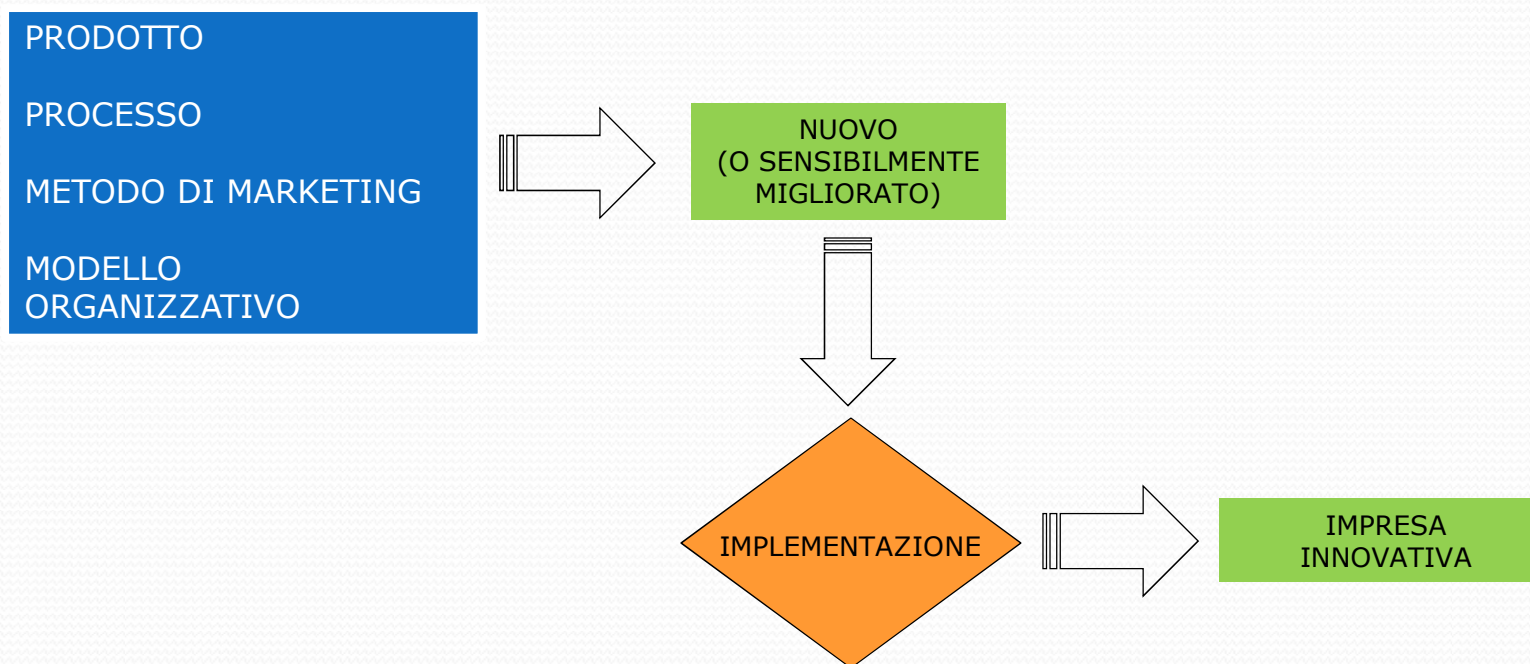 PRODOTTO
PROCESSO
METODO DI MARKETING
MODELLO
ORGANIZZATIVO
NUOVO
(O SENSIBILMENTE
MIGLIORATO)
IMPLEMENTAZIONE
IMPRESA
INNOVATIVA